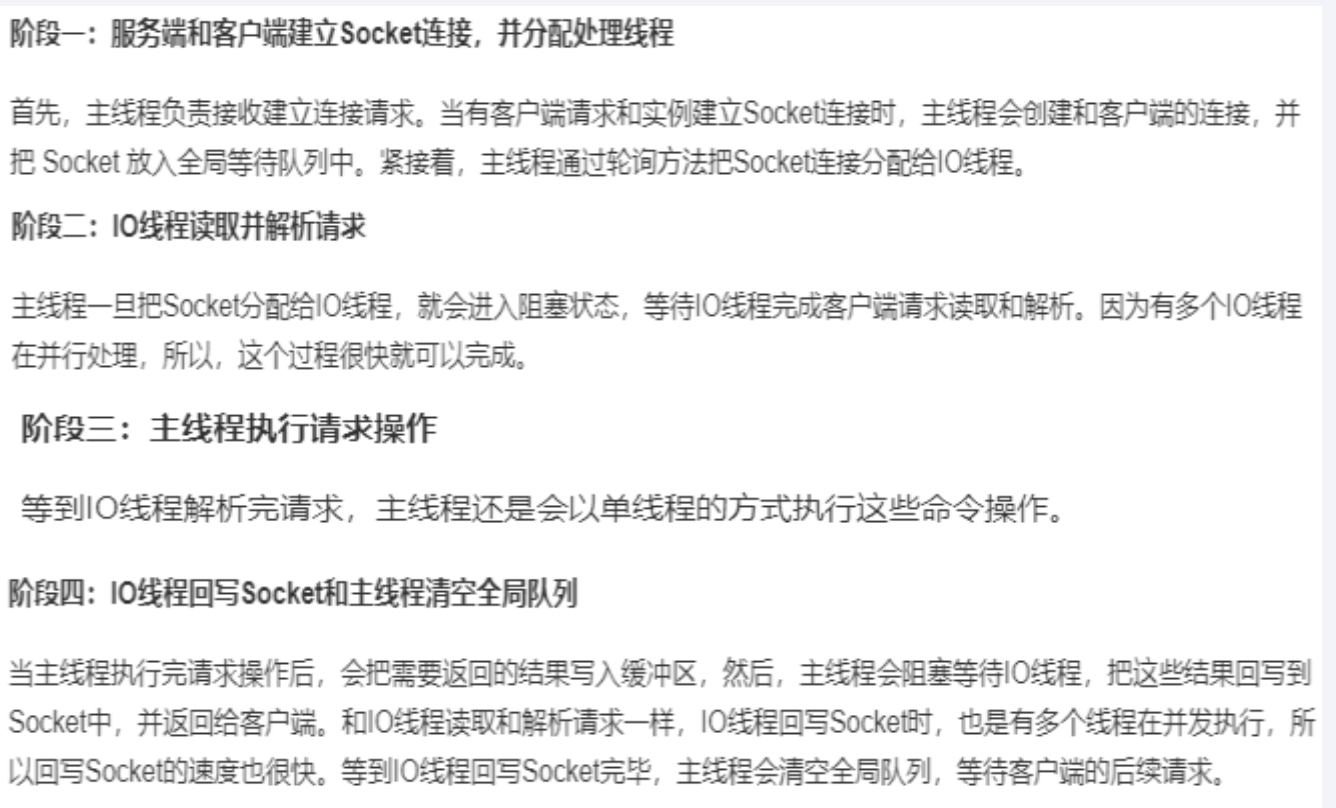 阶段一：服务端和客户端建立Socket连接，并分配处理线程
首先，主线程负责接收建立连接请求。当有客户端请求和实例建立Socket连接时，主线程会创建和客户端的连接，并
把 Socket 放入全局等待队列中。紧接着，主线程通过轮询方法把Socket连接分配给IO线程。
阶段二：IO线程读取并解析请求
主线程一旦把Socket分配给IO线程，就会进入阻塞状态，等待IO线程完成客户端请求读取和解析。因为有多个IO线程
在并行处理，所以，这个过程很快就可以完成。
阶段三：主线程执行请求操作
等到IO线程解析完请求，主线程还是会以单线程的方式执行这些命令操作。
阶段四：IO线程回写Socket和主线程清空全局队列
当主线程执行完请求操作后，会把需要返回的结果写入缓冲区，然后，主线程会阻塞等待IO线程，把这些结果回写到
Socket中，并返回给客户端。和IO线程读取和解析请求一样，IO线程回写Socket时，也是有多个线程在并发执行，所
以回写Socket的速度也很快。等到IO线程回写Socket完毕，主线程会清空全局队列，等待客户端的后续请求。